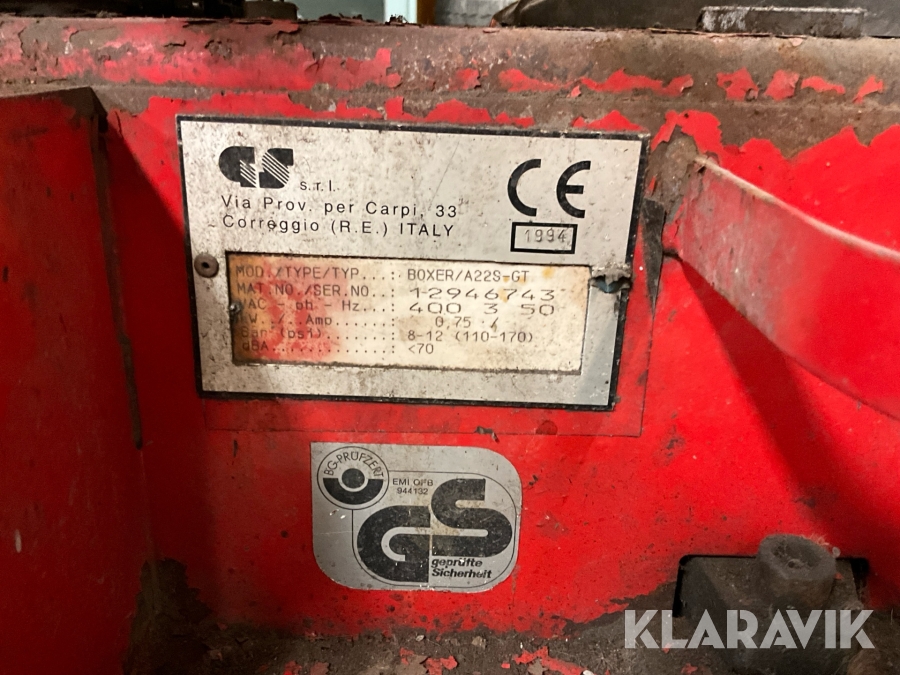 GS s.r.l.
Via Prov. per Carpi, 33
Correggio (R.E.) ITALY
CE
1994
MOD./TYPE/TYP...: BOXER/A22S-GT
MAT.NO./SER.NO..: 12946743
VAC - ph - Hz...: 400 3 50
KW./..Amp.......: 0,75 /
Bar (psi).......: 8-12 (110-170)
dBA.............: <70
BG-PRÜFZERT
EMI
944132
GS
geprüfte
Sicherheit
KLARAVIK